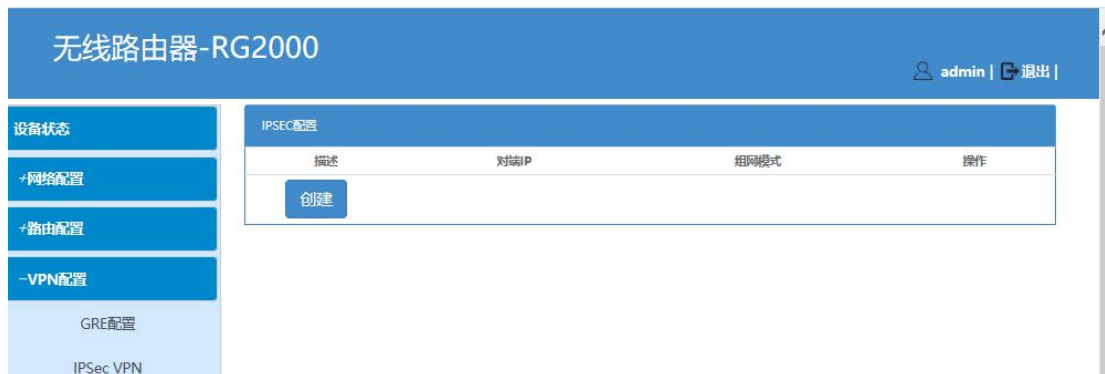 无线路由器-RG2000
admin | 退出 |
设备状态
+网络配置
+路由配置
-VPN配置
GRE配置
IPSec VPN
IPSEC配置
描述 对端IP 组网模式 操作
创建